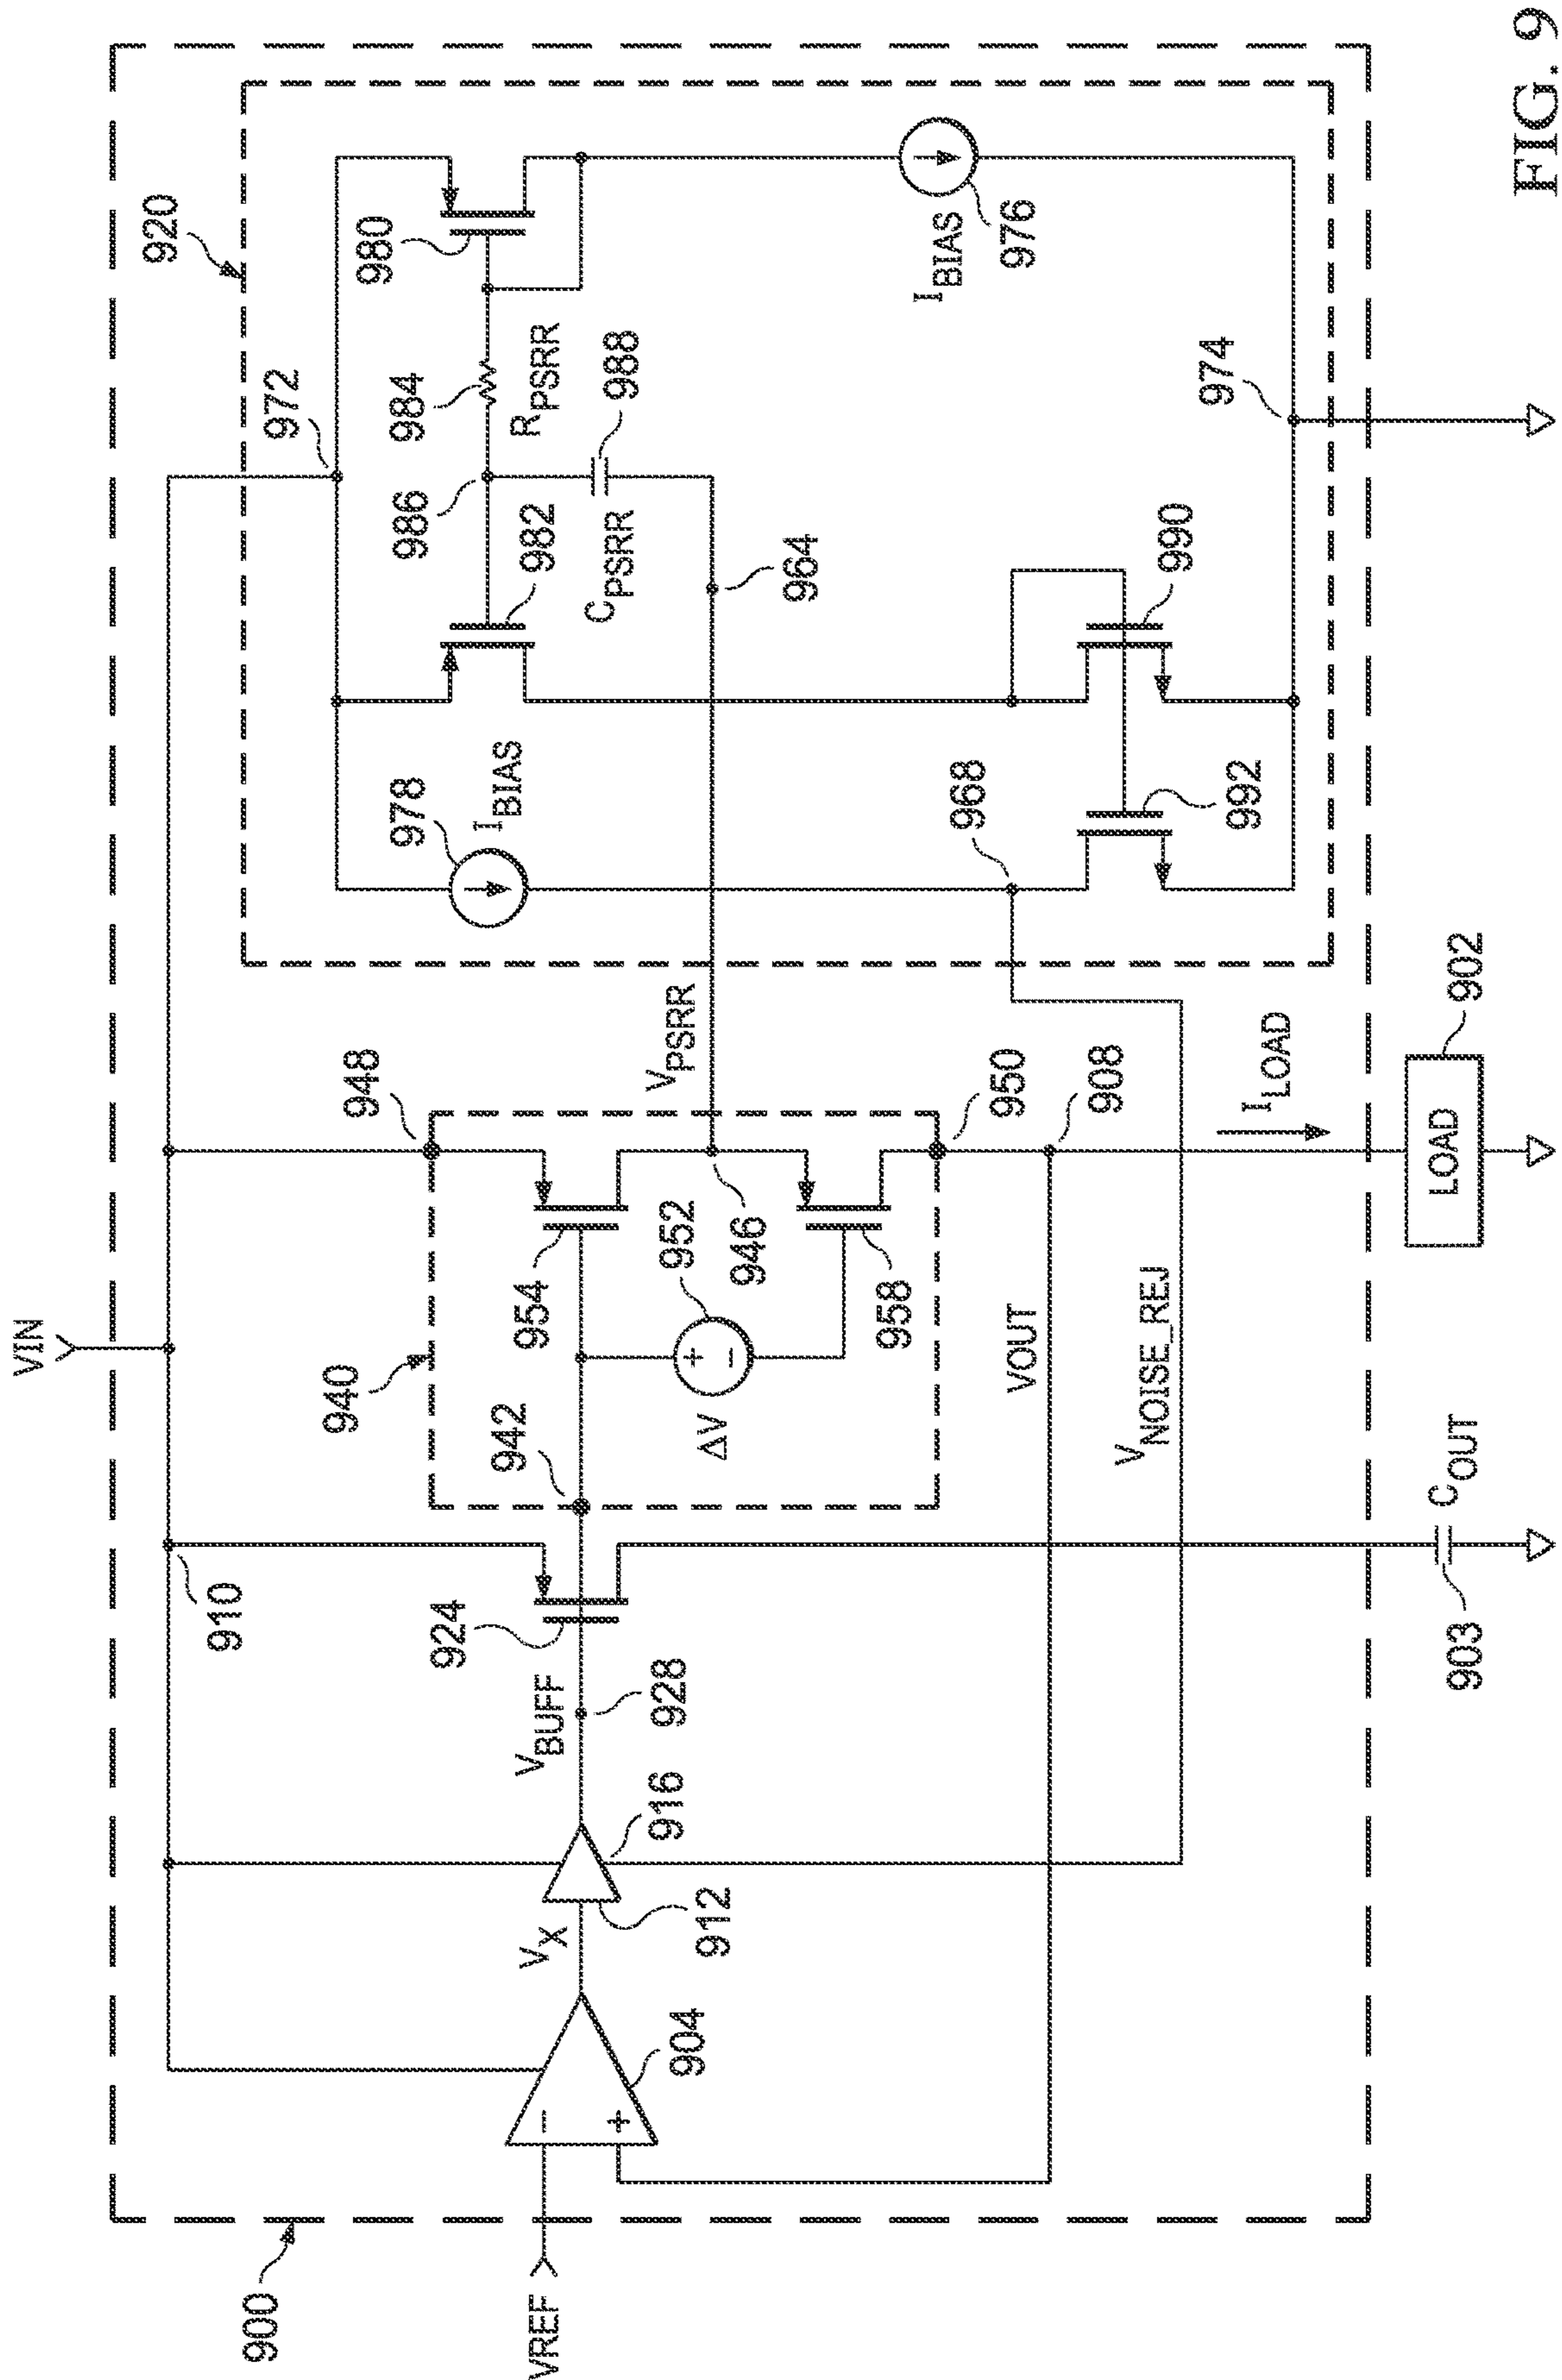 FIG. 9
900
920
VIN
910
972
978
I_BIAS
982
986
984
R_PSRR
980
C_PSRR
988
964
I_BIAS
976
968
992
990
974
940
948
942
954
952
+
−
ΔV
946
958
950
V_PSRR
924
V_BUFF
928
916
912
V_X
904
−
+
VREF
VOUT
908
V_NOISE_REJ
I_LOAD
LOAD
902
C_OUT
903